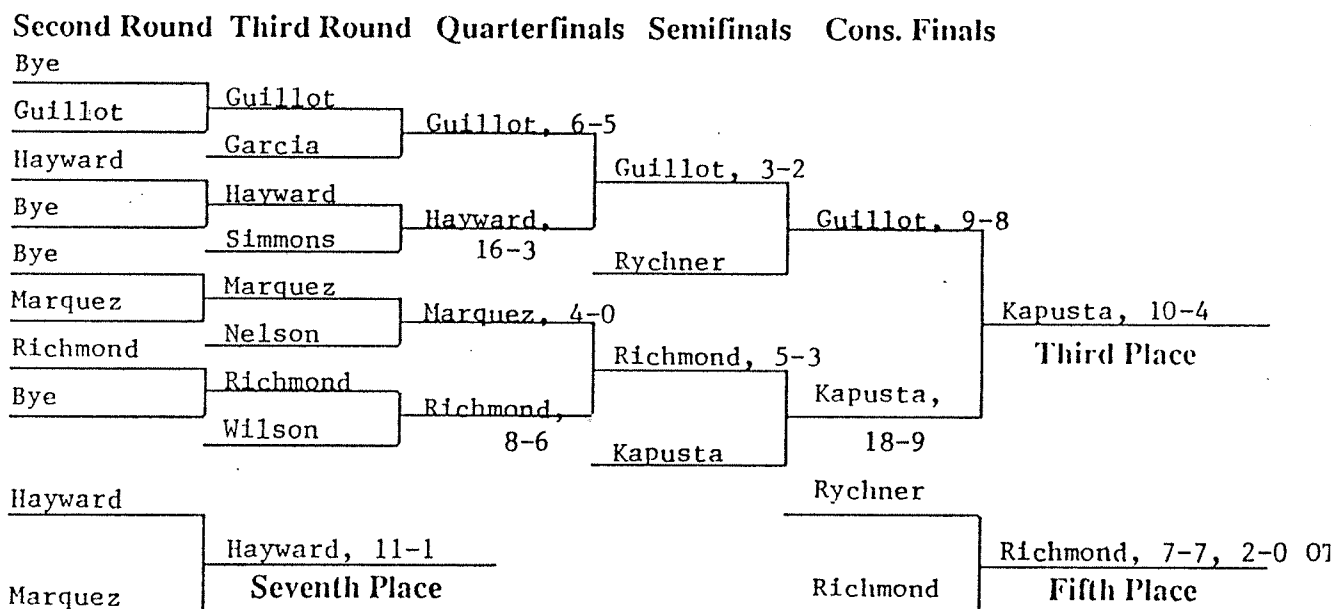 Second Round Third Round Quarterfinals Semifinals Cons. Finals
Bye
Guillot
Guillot
Garcia
Guillot, 6-5
Hayward
Bye
Hayward
Simmons
Hayward,
16-3
Guillot, 3-2
Rychner
Guillot, 9-8
Bye
Marquez
Marquez
Nelson
Marquez, 4-0
Richmond
Bye
Richmond
Wilson
Richmond,
8-6
Richmond, 5-3
Kapusta
Kapusta,
18-9
Kapusta, 10-4
Third Place
Hayward
Marquez
Hayward, 11-1
Seventh Place
Rychner
Richmond
Richmond, 7-7, 2-0 OT
Fifth Place